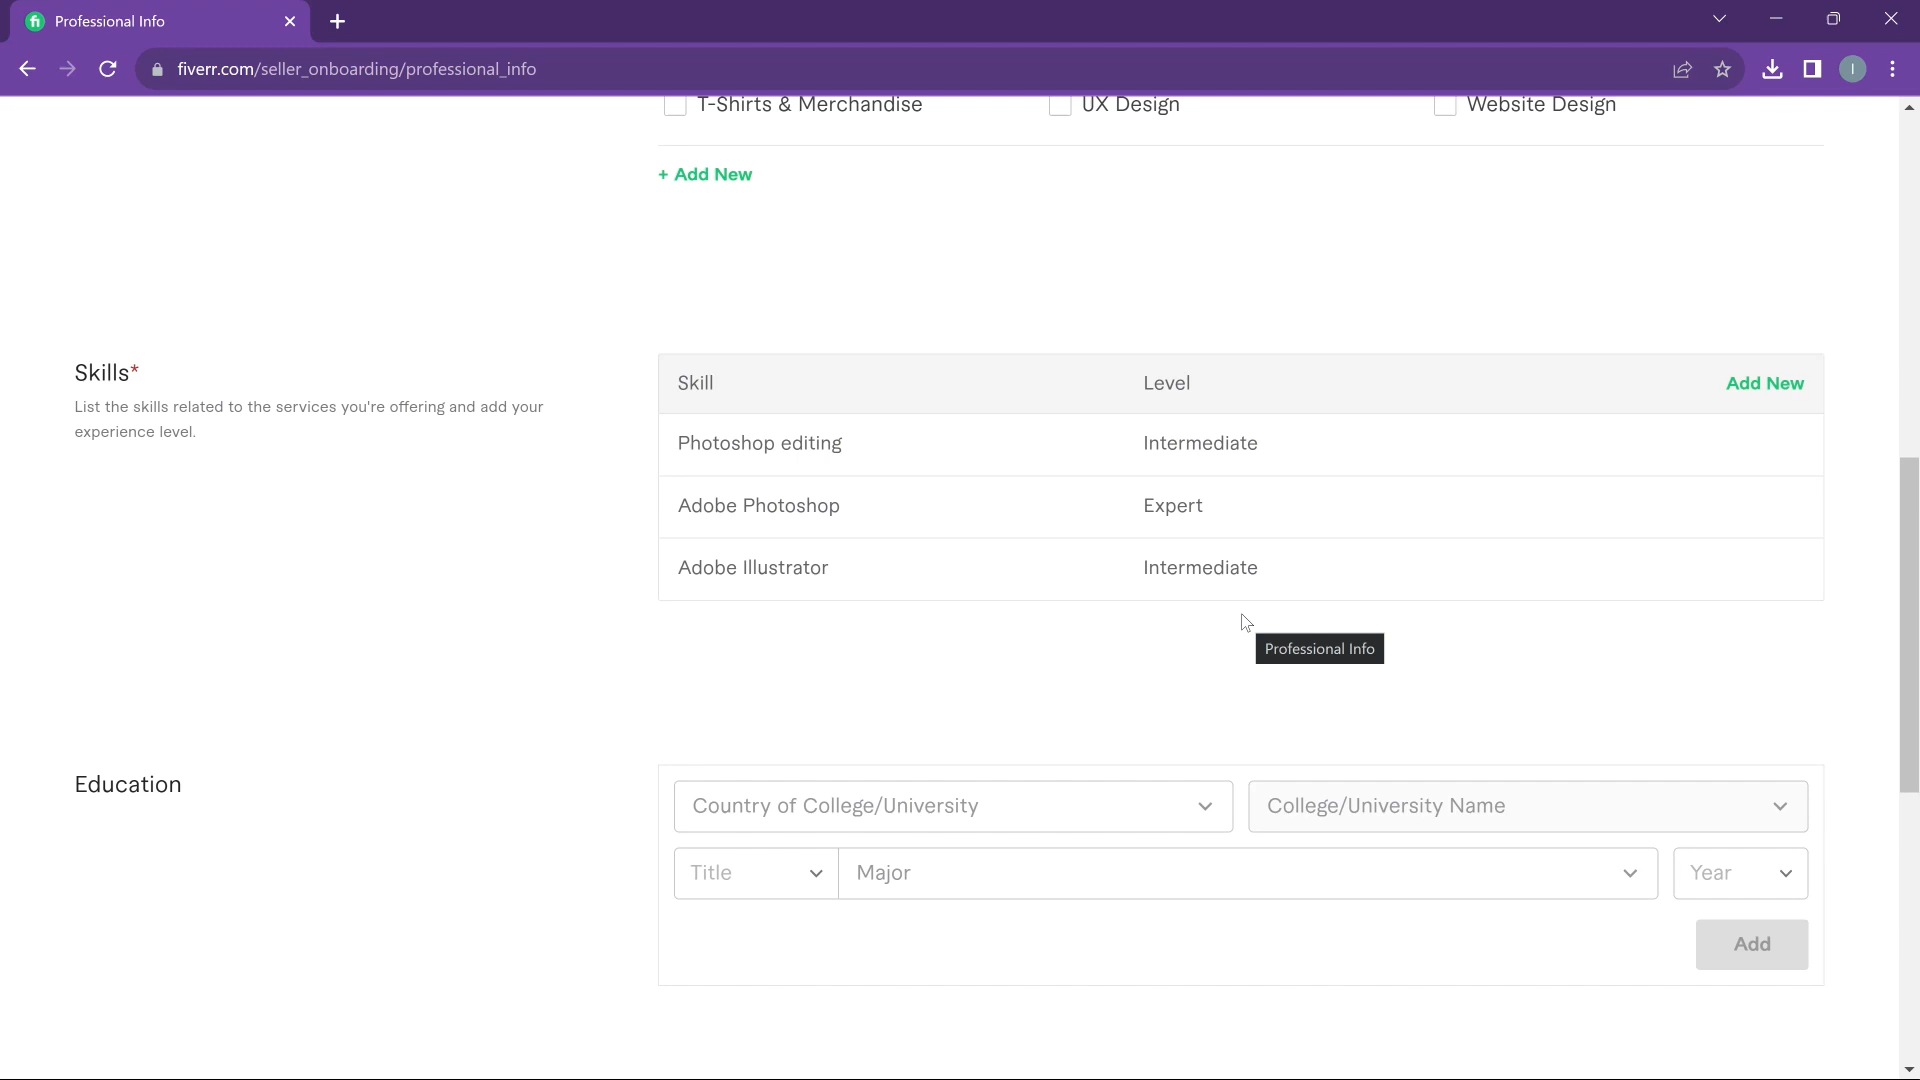 Professional Info
fiverr.com/seller_onboarding/professional_info
I
T-Shirts & Merchandise
UX Design
Website Design
+ Add New
Skills*
List the skills related to the services you're offering and add your
experience level.
Skill
Level
Add New
Photoshop editing
Intermediate
Adobe Photoshop
Expert
Adobe Illustrator
Intermediate
Professional Info
Education
Country of College/University
College/University Name
Title
Major
Year
Add